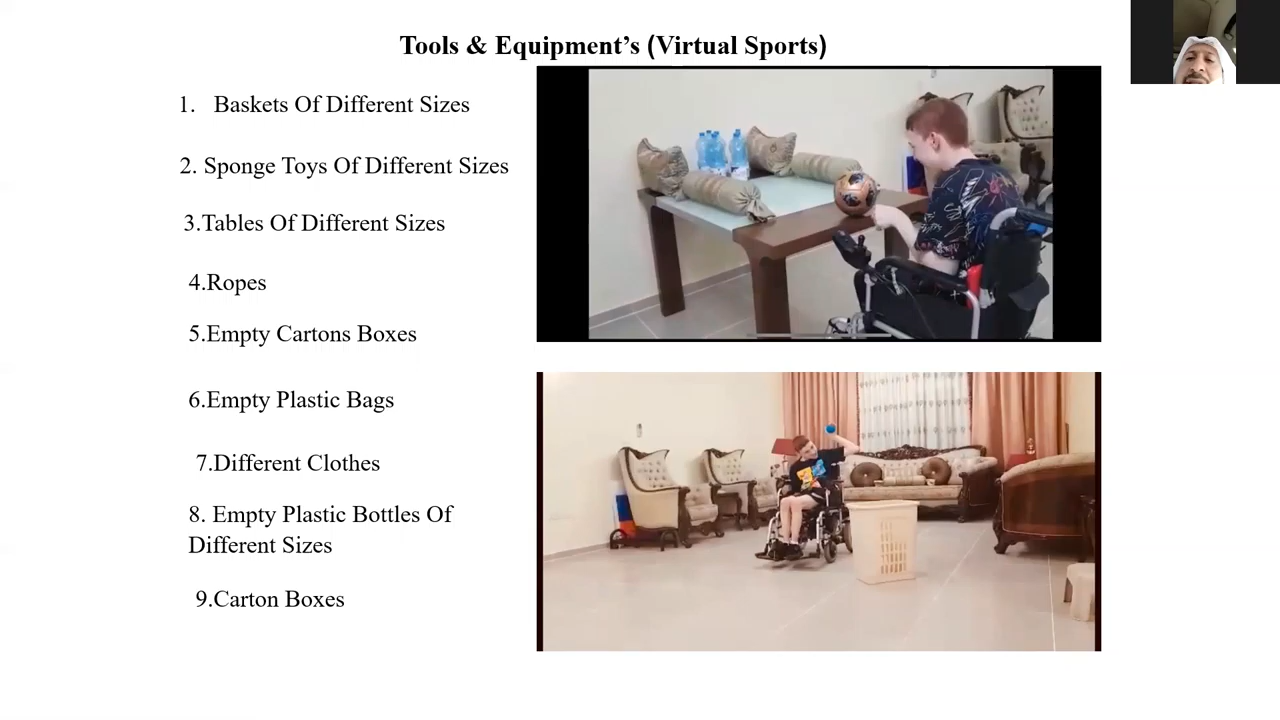 Tools & Equipment’s (Virtual Sports)
1. Baskets Of Different Sizes
2. Sponge Toys Of Different Sizes
3.Tables Of Different Sizes
4.Ropes
5.Empty Cartons Boxes
6.Empty Plastic Bags
7.Different Clothes
8. Empty Plastic Bottles Of
Different Sizes
9.Carton Boxes